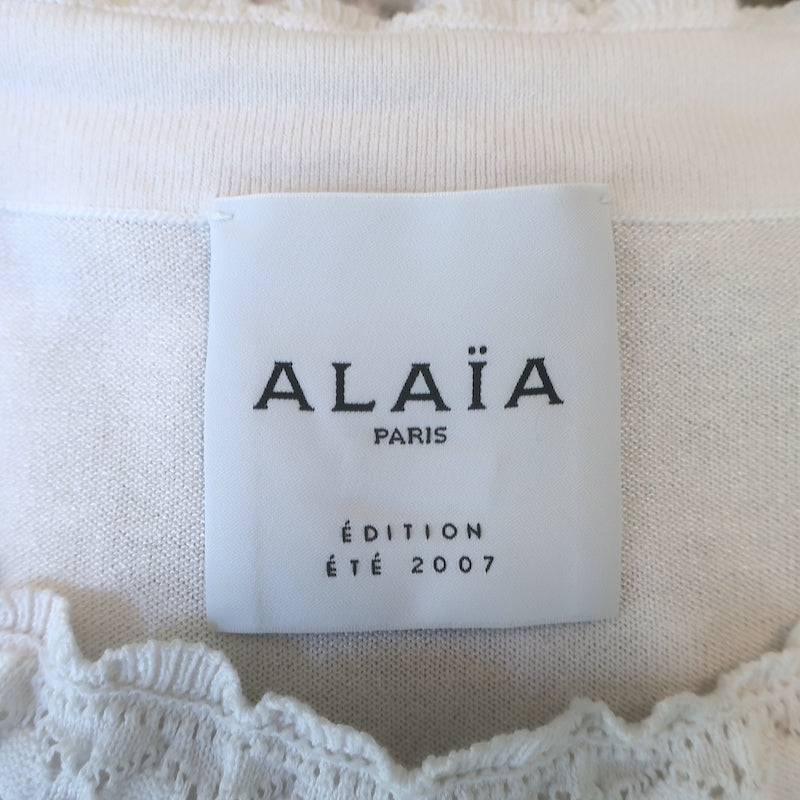 ALAÏA
PARIS
ÉDITION
ÉTÉ 2007